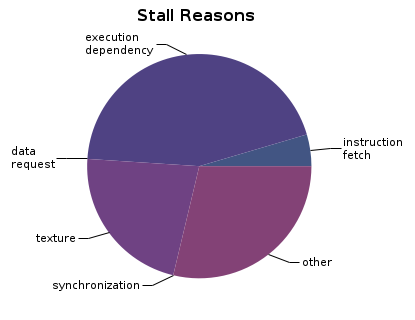 Stall Reasons
execution
dependency
instruction
fetch
data
request
texture
synchronization
other